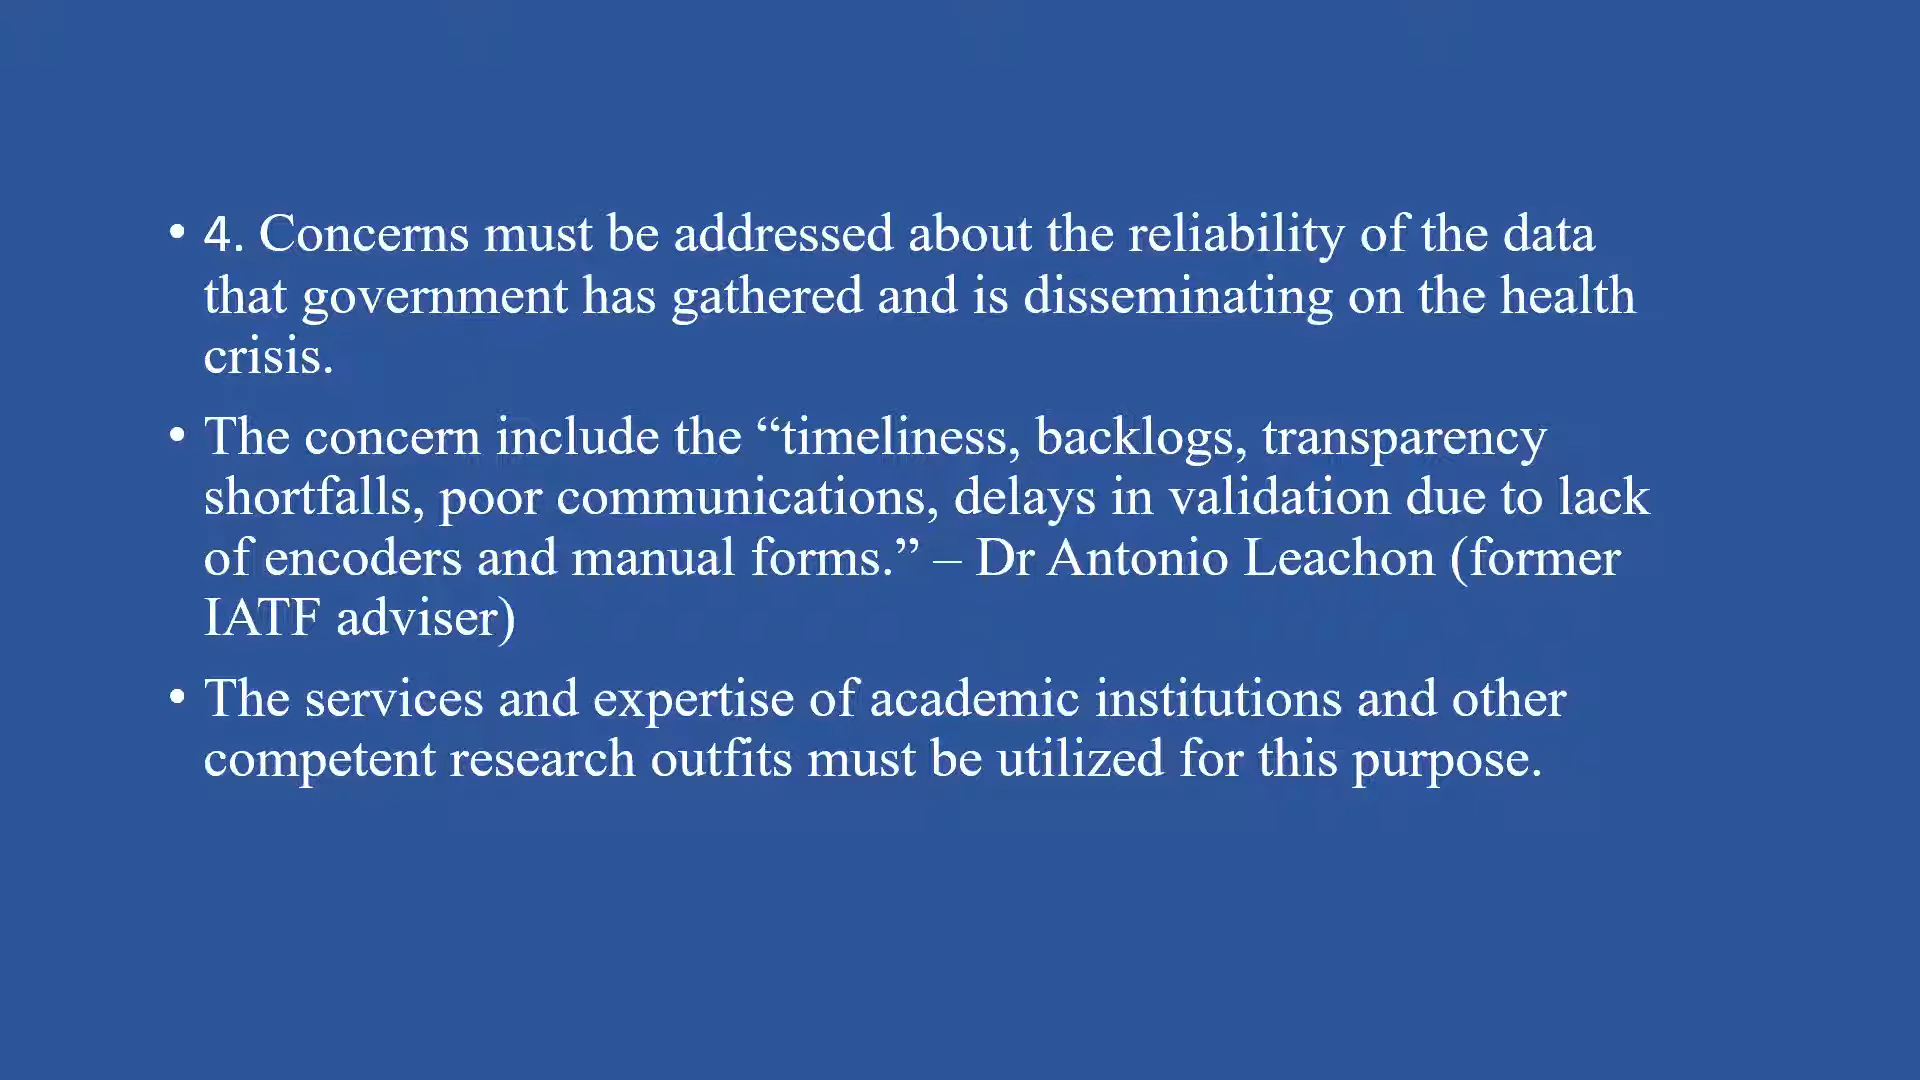 • 4. Concerns must be addressed about the reliability of the data
that government has gathered and is disseminating on the health
crisis.
• The concern include the “timeliness, backlogs, transparency
shortfalls, poor communications, delays in validation due to lack
of encoders and manual forms.” – Dr Antonio Leachon (former
IATF adviser)
• The services and expertise of academic institutions and other
competent research outfits must be utilized for this purpose.